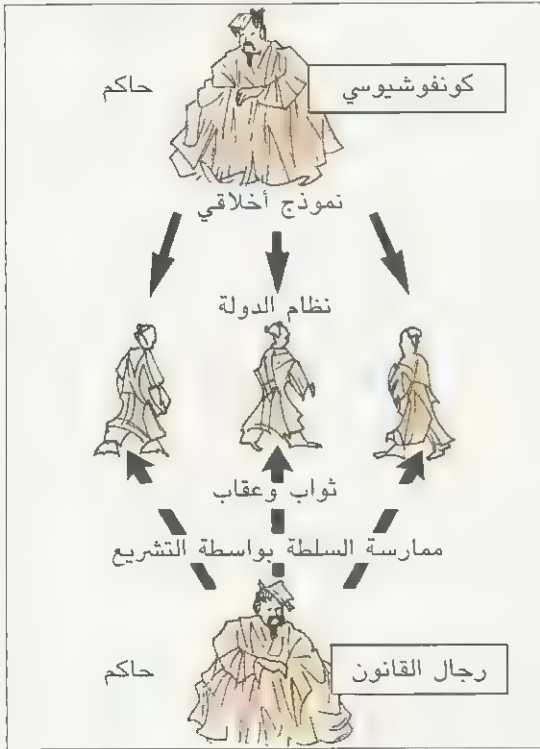 كونفوشيوسي
حاكم
نموذج أخلاقي
نظام الدولة
ثواب وعقاب
ممارسة السلطة بواسطة التشريع
رجال القانون
حاكم